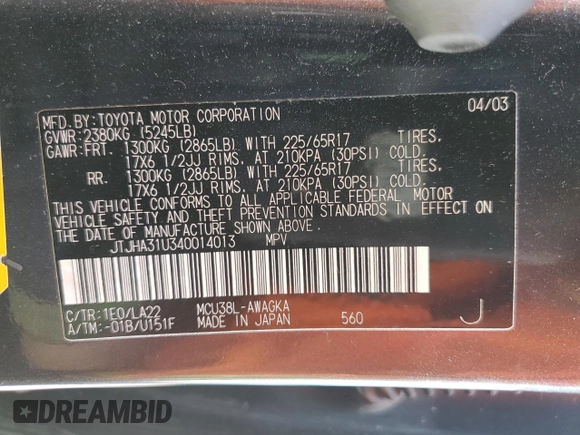 MFD. BY: TOYOTA MOTOR CORPORATION 04/03
GVWR: 2380KG (5245LB)
GAWR: FRT. 1300KG (2865LB) WITH 225/65R17 TIRES,
17X6 1/2JJ RIMS, AT 210KPA (30PSI) COLD.
RR. 1300KG (2865LB) WITH 225/65R17 TIRES,
17X6 1/2JJ RIMS, AT 210KPA (30PSI) COLD.
THIS VEHICLE CONFORMS TO ALL APPLICABLE FEDERAL MOTOR
VEHICLE SAFETY AND THEFT PREVENTION STANDARDS IN EFFECT ON
THE DATE OF MANUFACTURE SHOWN ABOVE.
JTJHA31U340014013 MPV
C/TR: 1E0/LA22 MCU38L-AWAGKA J
A/TM: -01B/U151F MADE IN JAPAN 560
DREAMBID